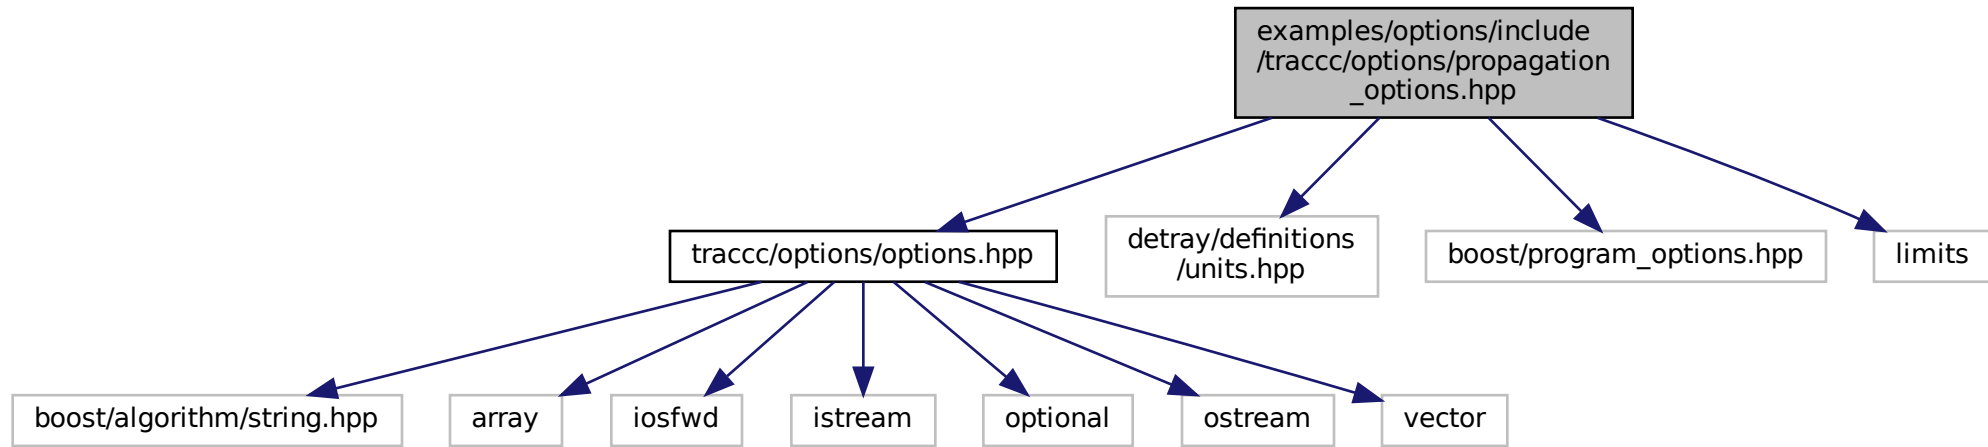 examples/options/include
/traccc/options/propagation
_options.hpp
traccc/options/options.hpp
detray/definitions
/units.hpp
boost/program_options.hpp
limits
boost/algorithm/string.hpp
array
iosfwd
istream
optional
ostream
vector